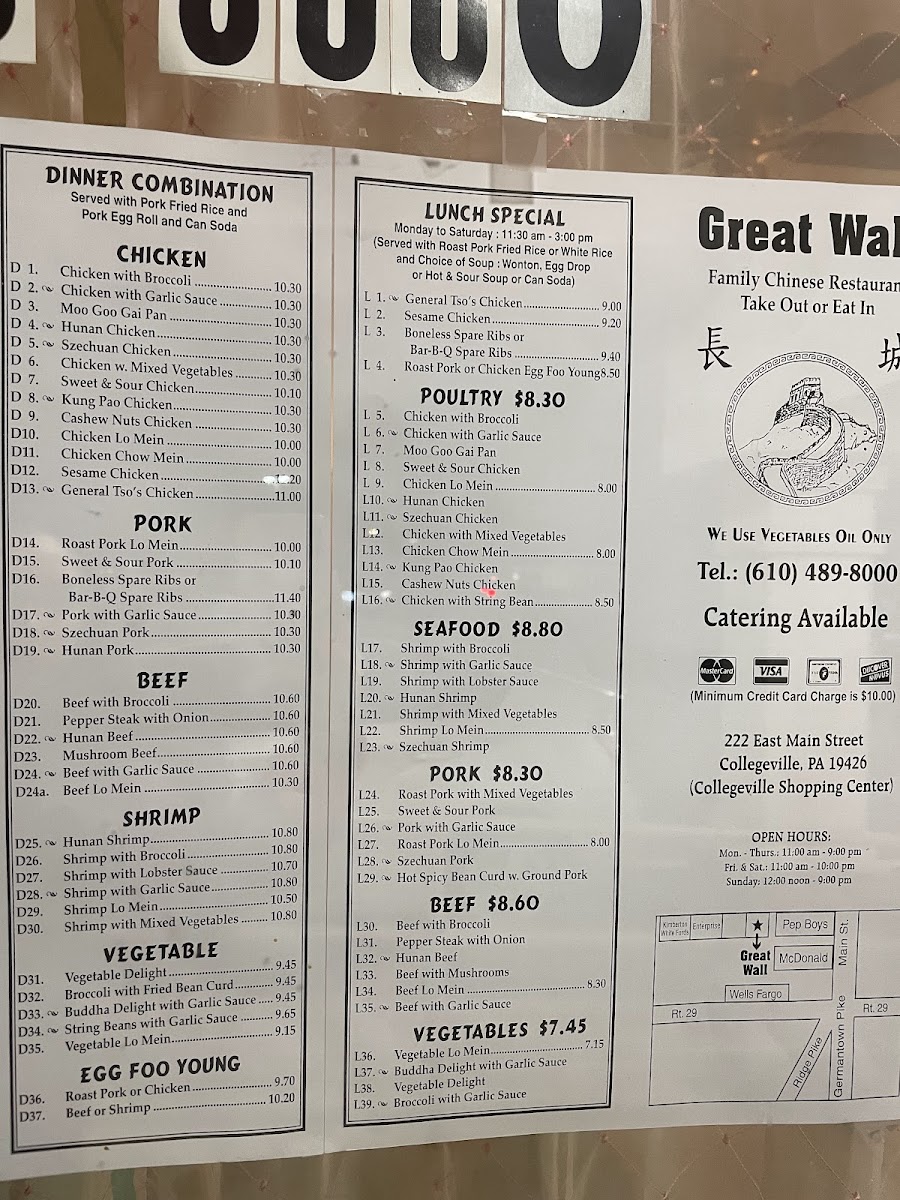 DINNER COMBINATION
Served with Pork Fried Rice and
Pork Egg Roll and Can Soda
CHICKEN
D 1. Chicken with Broccoli 10.30
D 2. Chicken with Garlic Sauce 10.30
D 3. Moo Goo Gai Pan 10.30
D 4. Hunan Chicken 10.30
D 5. Szechuan Chicken 10.30
D 6. Chicken w. Mixed Vegetables 10.30
D 7. Sweet & Sour Chicken 10.10
D 8. Kung Pao Chicken 10.30
D 9. Cashew Nuts Chicken 10.30
D10. Chicken Lo Mein 10.00
D11. Chicken Chow Mein 10.00
D12. Sesame Chicken
D13. General Tso's Chicken 11.00
PORK
D14. Roast Pork Lo Mein 10.00
D15. Sweet & Sour Pork 10.10
D16. Boneless Spare Ribs or
Bar-B-Q Spare Ribs 11.40
D17. Pork with Garlic Sauce 10.30
D18. Szechuan Pork 10.30
D19. Hunan Pork 10.30
BEEF
D20. Beef with Broccoli 10.60
D21. Pepper Steak with Onion 10.60
D22. Hunan Beef 10.60
D23. Mushroom Beef 10.60
D24. Beef with Garlic Sauce 10.60
D24a. Beef Lo Mein 10.30
SHRIMP
D25. Hunan Shrimp 10.80
D26. Shrimp with Broccoli 10.80
D27. Shrimp with Lobster Sauce 10.70
D28. Shrimp with Garlic Sauce 10.80
D29. Shrimp Lo Mein 10.50
D30. Shrimp with Mixed Vegetables 10.80
VEGETABLE
D31. Vegetable Delight 9.45
D32. Broccoli with Fried Bean Curd 9.45
D33. Buddha Delight with Garlic Sauce 9.45
D34. String Beans with Garlic Sauce 9.65
D35. Vegetable Lo Mein 9.15
EGG FOO YOUNG
D36. Roast Pork or Chicken 9.70
D37. Beef or Shrimp 10.20
LUNCH SPECIAL
Monday to Saturday : 11:30 am - 3:00 pm
(Served with Roast Pork Fried Rice or White Rice
and Choice of Soup : Wonton, Egg Drop
or Hot & Sour Soup or Can Soda)
L 1. General Tso's Chicken 9.00
L 2. Sesame Chicken 9.20
L 3. Boneless Spare Ribs or
Bar-B-Q Spare Ribs 9.40
L 4. Roast Pork or Chicken Egg Foo Young 8.50
POULTRY $8.30
L 5. Chicken with Broccoli
L 6. Chicken with Garlic Sauce
L 7. Moo Goo Gai Pan
L 8. Sweet & Sour Chicken
L 9. Chicken Lo Mein 8.00
L10. Hunan Chicken
L11. Szechuan Chicken
L12. Chicken with Mixed Vegetables
L13. Chicken Chow Mein 8.00
L14. Kung Pao Chicken
L15. Cashew Nuts Chicken
L16. Chicken with String Bean 8.50
SEAFOOD $8.80
L17. Shrimp with Broccoli
L18. Shrimp with Garlic Sauce
L19. Shrimp with Lobster Sauce
L20. Hunan Shrimp
L21. Shrimp with Mixed Vegetables
L22. Shrimp Lo Mein 8.50
L23. Szechuan Shrimp
PORK $8.30
L24. Roast Pork with Mixed Vegetables
L25. Sweet & Sour Pork
L26. Pork with Garlic Sauce
L27. Roast Pork Lo Mein 8.00
L28. Szechuan Pork
L29. Hot Spicy Bean Curd w. Ground Pork
BEEF $8.60
L30. Beef with Broccoli
L31. Pepper Steak with Onion
L32. Hunan Beef
L33. Beef with Mushrooms
L34. Beef Lo Mein 8.30
L35. Beef with Garlic Sauce
VEGETABLES $7.45
L36. Vegetable Lo Mein 7.15
L37. Buddha Delight with Garlic Sauce
L38. Vegetable Delight
L39. Broccoli with Garlic Sauce
Great Wal
Family Chinese Restauran
Take Out or Eat In
長 城
WE USE VEGETABLES OIL ONLY
Tel.: (610) 489-8000
Catering Available
MasterCard VISA DISCOVER NOVUS
(Minimum Credit Card Charge is $10.00)
222 East Main Street
Collegeville, PA 19426
(Collegeville Shopping Center)
OPEN HOURS:
Mon. - Thurs.: 11:00 am - 9:00 pm
Fri. & Sat.: 11:00 am - 10:00 pm
Sunday: 12:00 noon - 9:00 pm
Enterprise
★
Pep Boys
Great
Wall
McDonald
Main St.
Wells Fargo
Rt. 29
Rt. 29
Ridge Pike
Germantown Pike